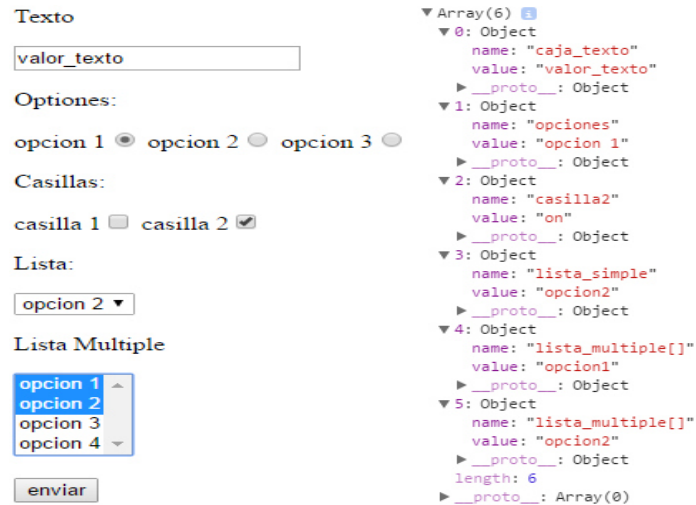 Texto
valor_texto
Optiones:
opcion 1 opcion 2 opcion 3
Casillas:
casilla 1 casilla 2
Lista:
opcion 2 ▼
Lista Multiple
opcion 1
opcion 2
opcion 3
opcion 4
enviar
▼ Array(6) i
▼ 0: Object
name: "caja_texto"
value: "valor_texto"
▶ __proto__: Object
▼ 1: Object
name: "opciones"
value: "opcion 1"
▶ __proto__: Object
▼ 2: Object
name: "casilla2"
value: "on"
▶ __proto__: Object
▼ 3: Object
name: "lista_simple"
value: "opcion2"
▶ __proto__: Object
▼ 4: Object
name: "lista_multiple[]"
value: "opcion1"
▶ __proto__: Object
▼ 5: Object
name: "lista_multiple[]"
value: "opcion2"
▶ __proto__: Object
length: 6
▶ __proto__: Array(0)